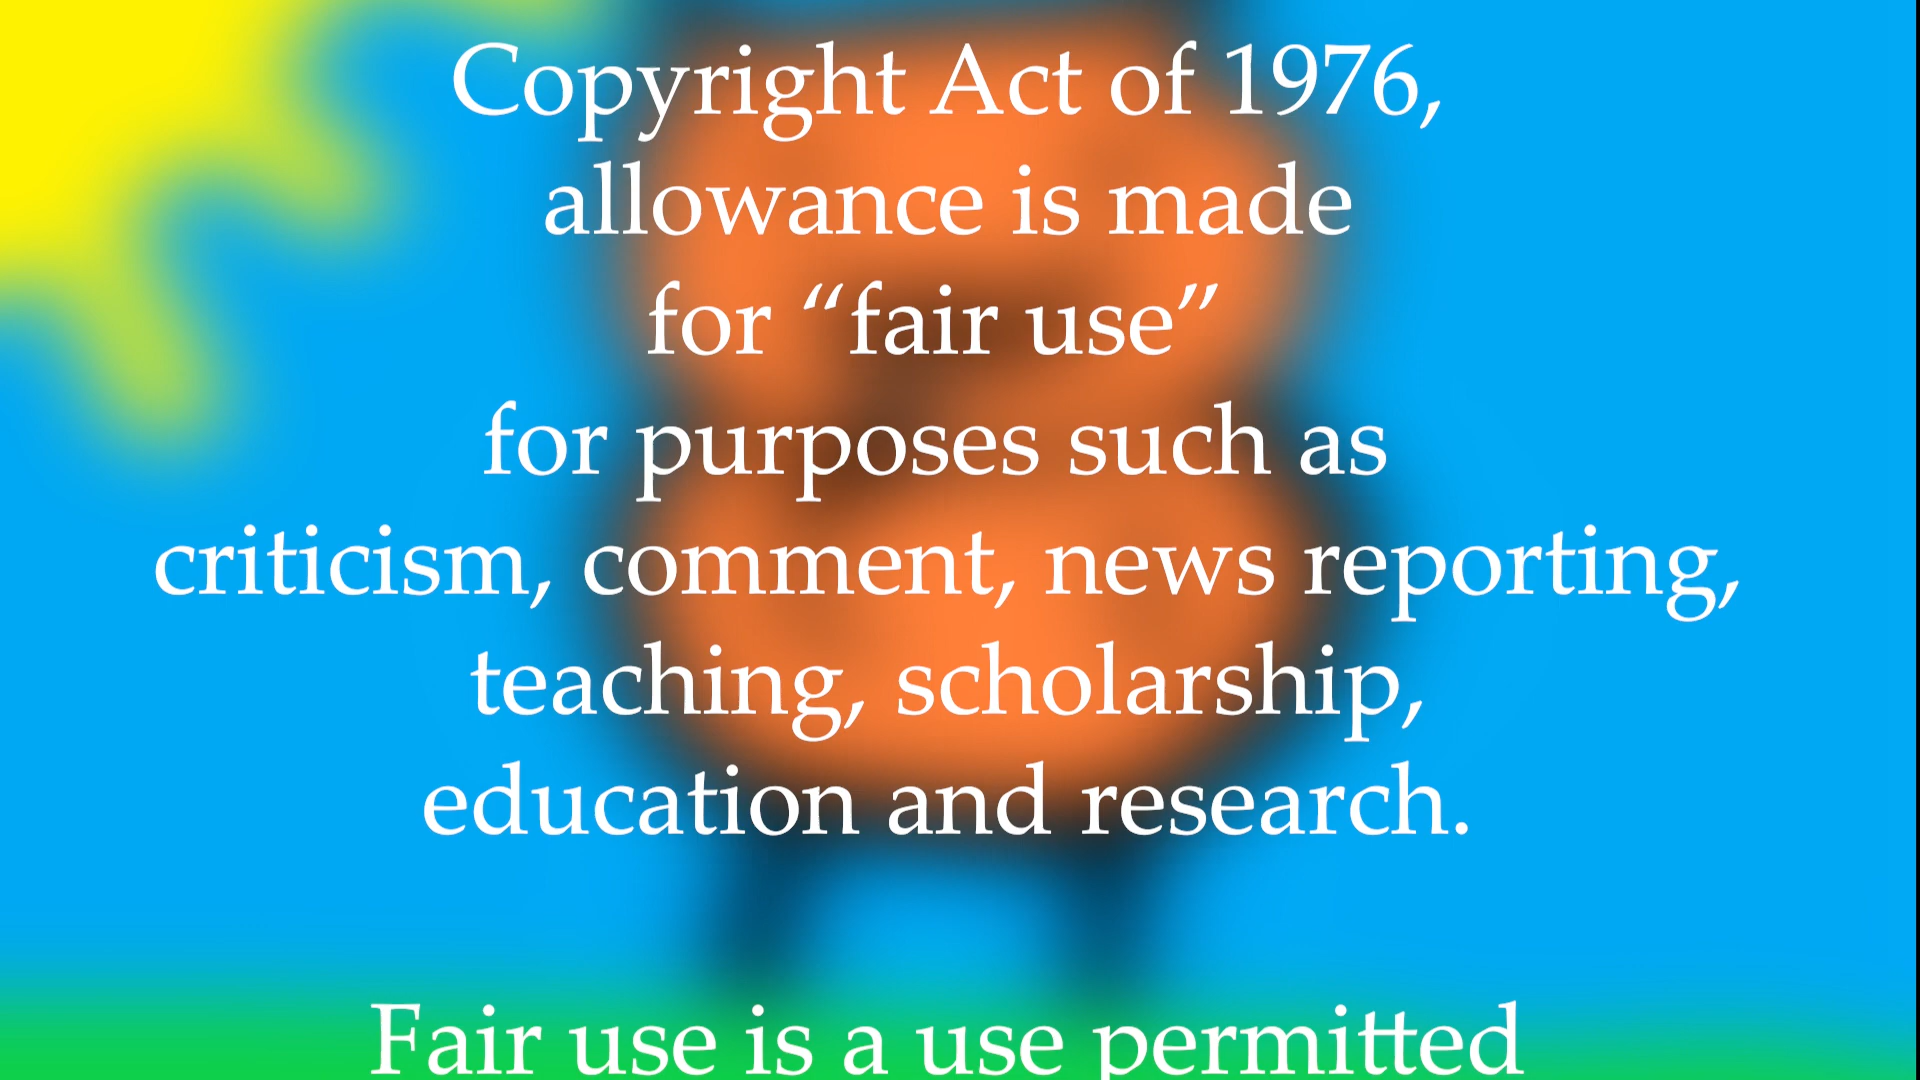 Copyright Act of 1976,
allowance is made
for “fair use”
for purposes such as
criticism, comment, news reporting,
teaching, scholarship,
education and research.
Fair use is a use permitted